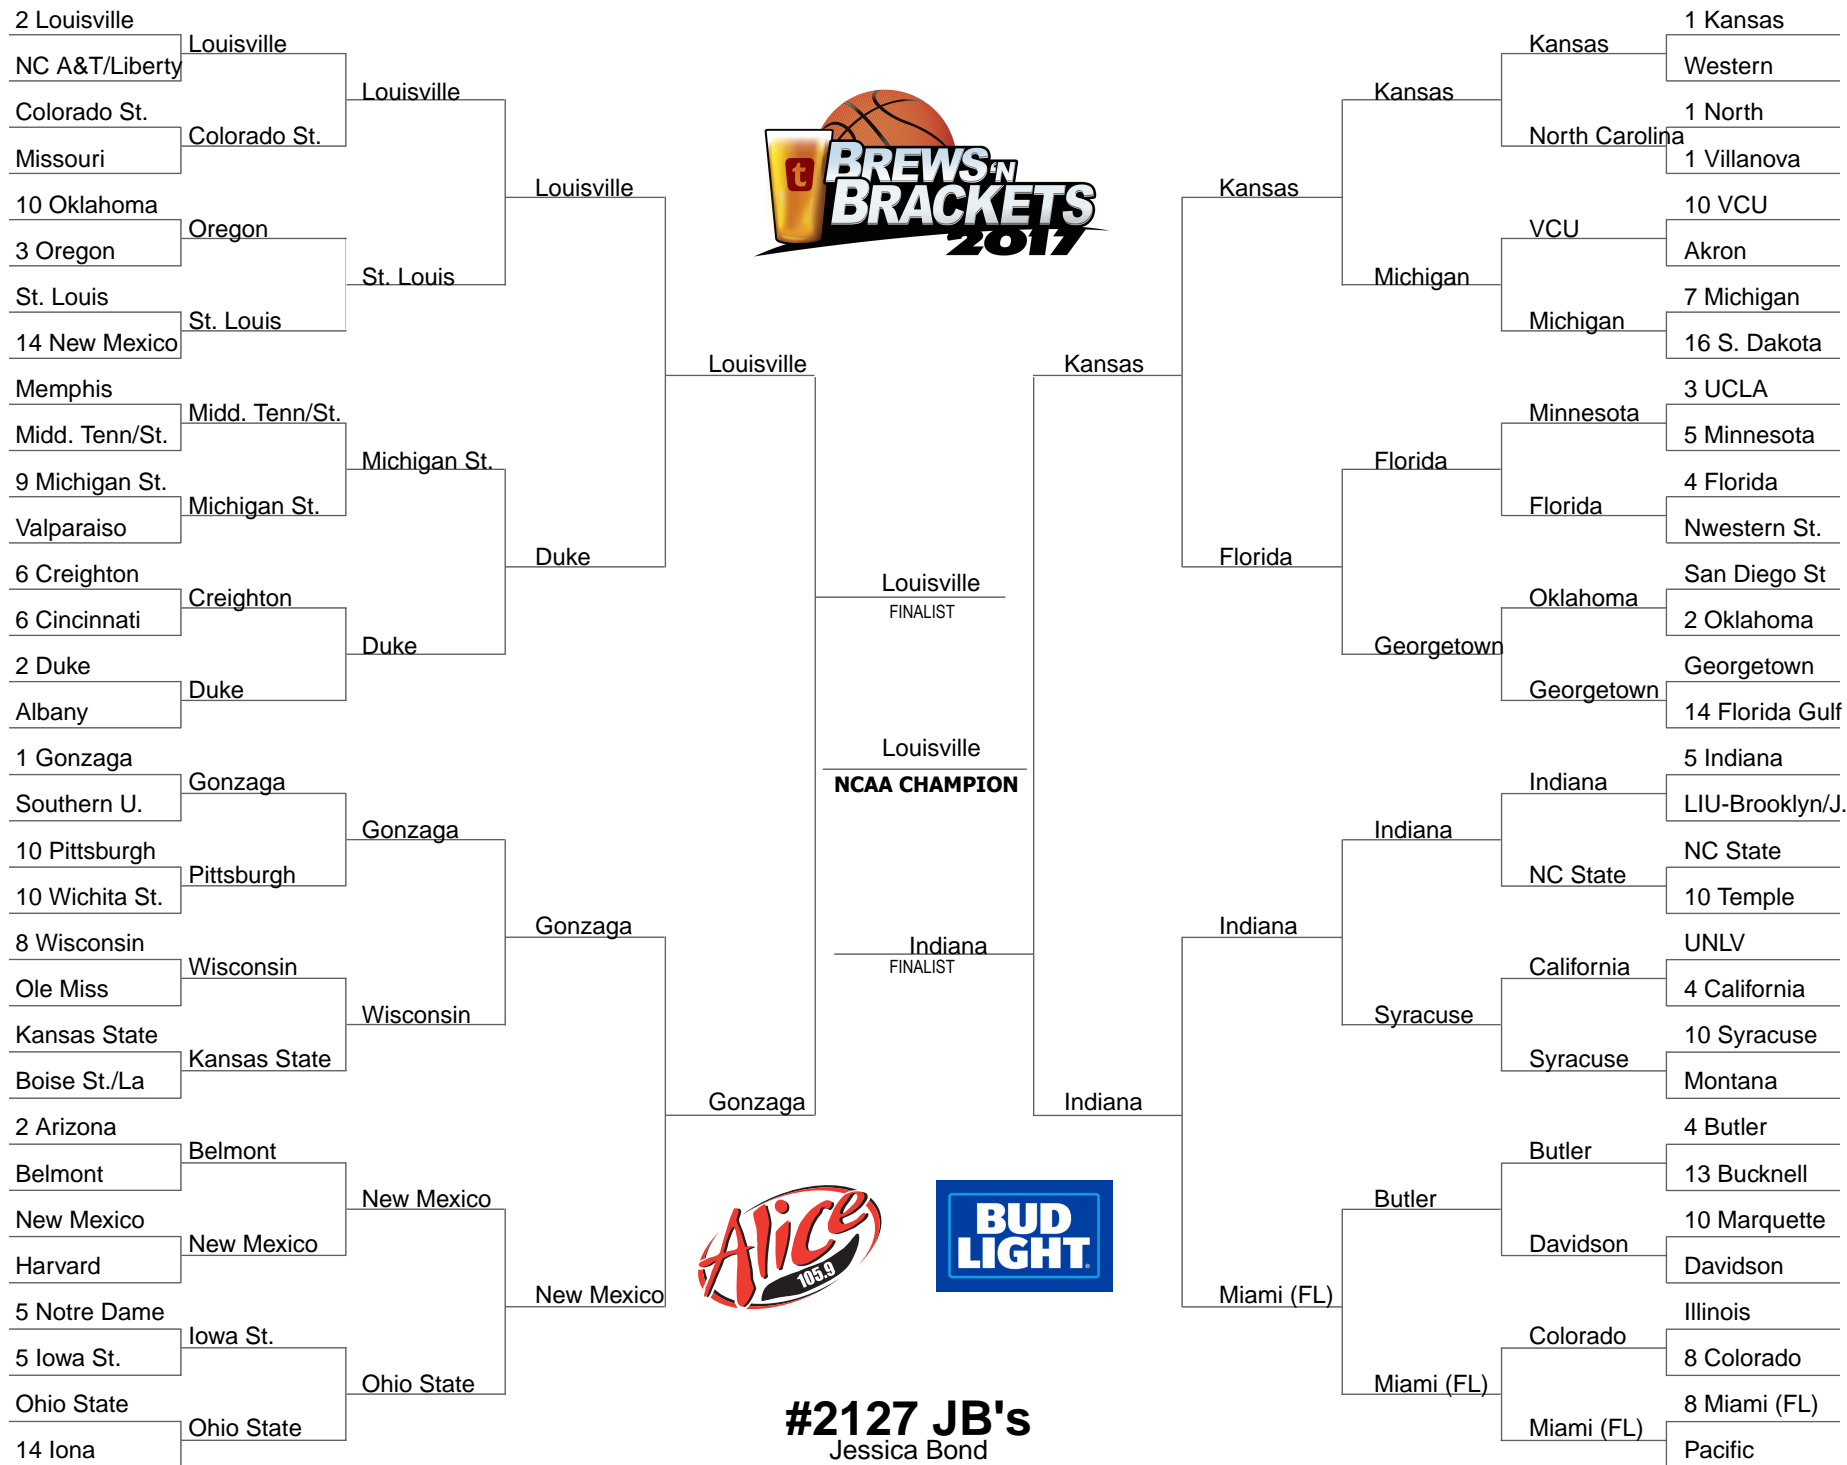 2 Louisville
NC A&T/Liberty
Colorado St.
Missouri
10 Oklahoma
3 Oregon
St. Louis
14 New Mexico
Memphis
Midd. Tenn/St.
9 Michigan St.
Valparaiso
6 Creighton
6 Cincinnati
2 Duke
Albany
1 Gonzaga
Southern U.
10 Pittsburgh
10 Wichita St.
8 Wisconsin
Ole Miss
Kansas State
Boise St./La
2 Arizona
Belmont
New Mexico
Harvard
5 Notre Dame
5 Iowa St.
Ohio State
14 Iona
Louisville
Colorado St.
Oregon
St. Louis
Midd. Tenn/St.
Michigan St.
Creighton
Duke
Gonzaga
Pittsburgh
Wisconsin
Kansas State
Belmont
New Mexico
Iowa St.
Ohio State
Louisville
St. Louis
Michigan St.
Duke
Gonzaga
Wisconsin
New Mexico
Ohio State
Louisville
Duke
Gonzaga
New Mexico
Louisville
Gonzaga
t
BREWS 'N
BRACKETS
2017
Louisville
FINALIST
Louisville
NCAA CHAMPION
Indiana
FINALIST
Alice
105.9
BUD
LIGHT
#2127 JB's
Jessica Bond
Kansas
Indiana
Kansas
Florida
Indiana
Miami (FL)
Kansas
Michigan
Florida
Georgetown
Indiana
Syracuse
Butler
Miami (FL)
Kansas
North Carolina
VCU
Michigan
Minnesota
Florida
Oklahoma
Georgetown
Indiana
NC State
California
Syracuse
Butler
Davidson
Colorado
Miami (FL)
1 Kansas
Western
1 North
1 Villanova
10 VCU
Akron
7 Michigan
16 S. Dakota
3 UCLA
5 Minnesota
4 Florida
Nwestern St.
San Diego St
2 Oklahoma
Georgetown
14 Florida Gulf
5 Indiana
LIU-Brooklyn/J.
NC State
10 Temple
UNLV
4 California
10 Syracuse
Montana
4 Butler
13 Bucknell
10 Marquette
Davidson
Illinois
8 Colorado
8 Miami (FL)
Pacific